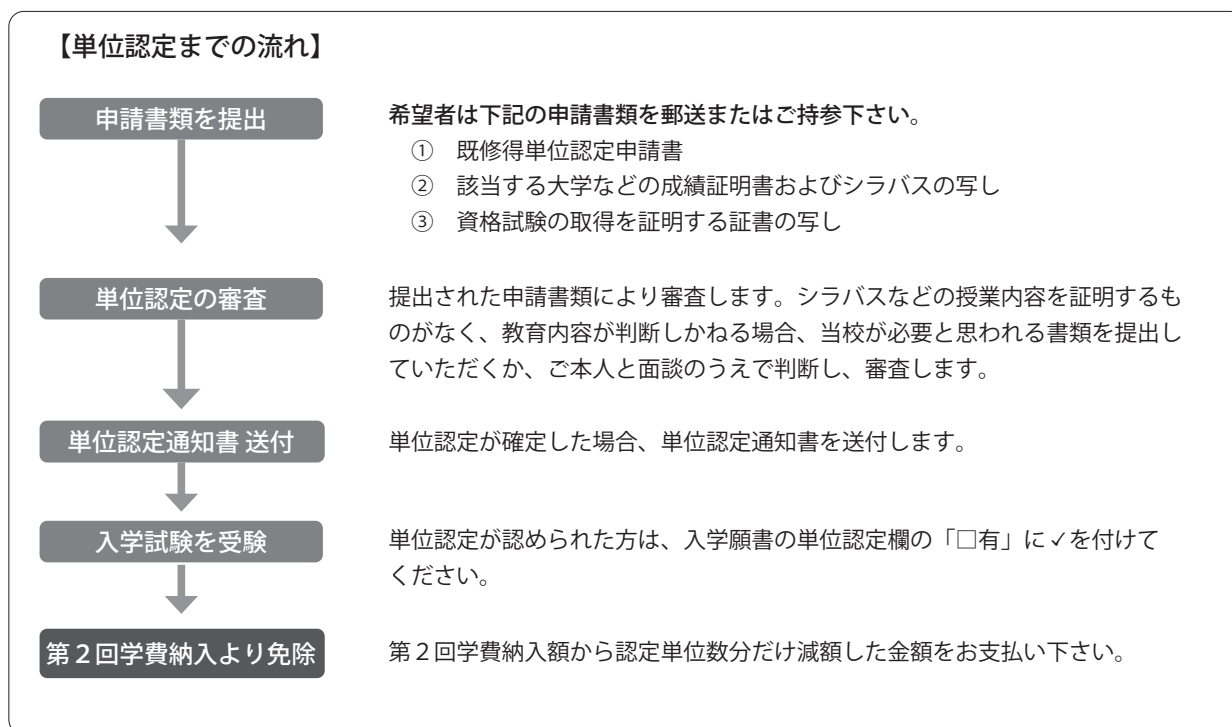 【単位認定までの流れ】
申請書類を提出
希望者は下記の申請書類を郵送またはご持参下さい。
① 既修得単位認定申請書
② 該当する大学などの成績証明書およびシラバスの写し
③ 資格試験の取得を証明する証書の写し
単位認定の審査
提出された申請書類により審査します。シラバスなどの授業内容を証明するも
のがなく、教育内容が判断しかねる場合、当校が必要と思われる書類を提出し
ていただくか、ご本人と面談のうえで判断し、審査します。
単位認定通知書 送付
単位認定が確定した場合、単位認定通知書を送付します。
入学試験を受験
単位認定が認められた方は、入学願書の単位認定欄の「□有」に✓を付けて
ください。
第２回学費納入より免除
第２回学費納入額から認定単位数分だけ減額した金額をお支払い下さい。